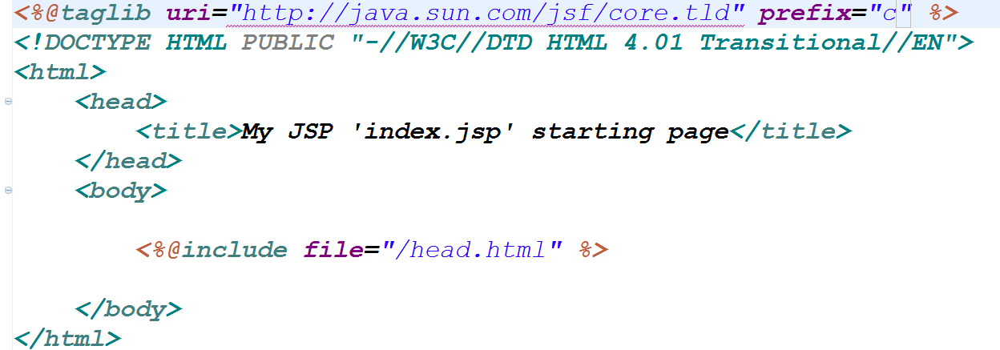 <%@taglib uri="http://java.sun.com/jsf/core.tld" prefix="c" %>
<!DOCTYPE HTML PUBLIC "-//W3C//DTD HTML 4.01 Transitional//EN">
<html>
    <head>
        <title>My JSP 'index.jsp' starting page</title>
    </head>
    <body>
        <%@include file="/head.html" %>
    </body>
</html>